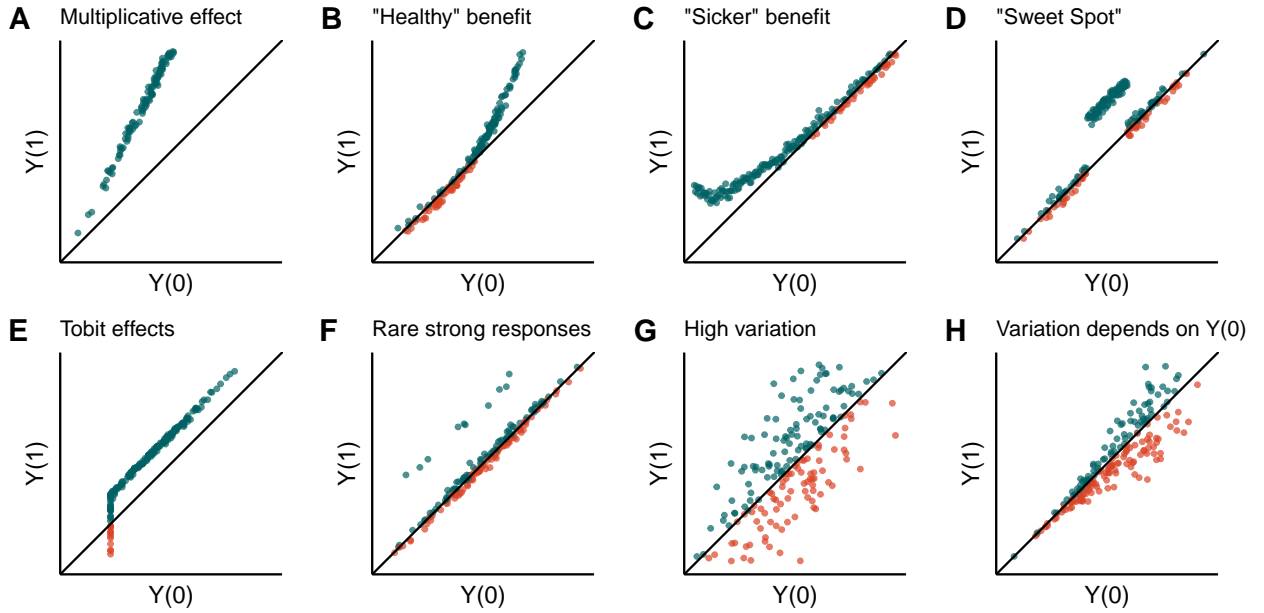 A Multiplicative effect
B "Healthy" benefit
C "Sicker" benefit
D "Sweet Spot"
Y(1)
Y(1)
Y(1)
Y(1)
Y(0)
Y(0)
Y(0)
Y(0)
E Tobit effects
F Rare strong responses
G High variation
H Variation depends on Y(0)
Y(1)
Y(1)
Y(1)
Y(1)
Y(0)
Y(0)
Y(0)
Y(0)